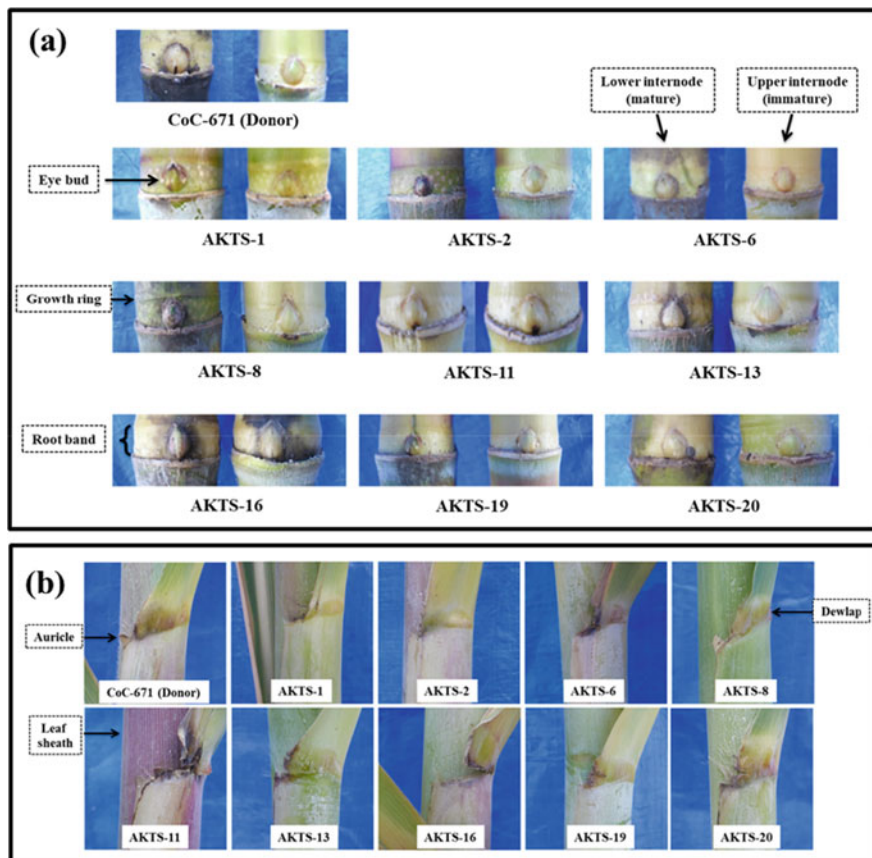 (a)
CoC-671 (Donor)
Lower internode
(mature)
Upper internode
(immature)
Eye bud
AKTS-1
AKTS-2
AKTS-6
Growth ring
AKTS-8
AKTS-11
AKTS-13
Root band
AKTS-16
AKTS-19
AKTS-20
(b)
Auricle
Dewlap
CoC-671 (Donor)
AKTS-1
AKTS-2
AKTS-6
AKTS-8
Leaf
sheath
AKTS-11
AKTS-13
AKTS-16
AKTS-19
AKTS-20